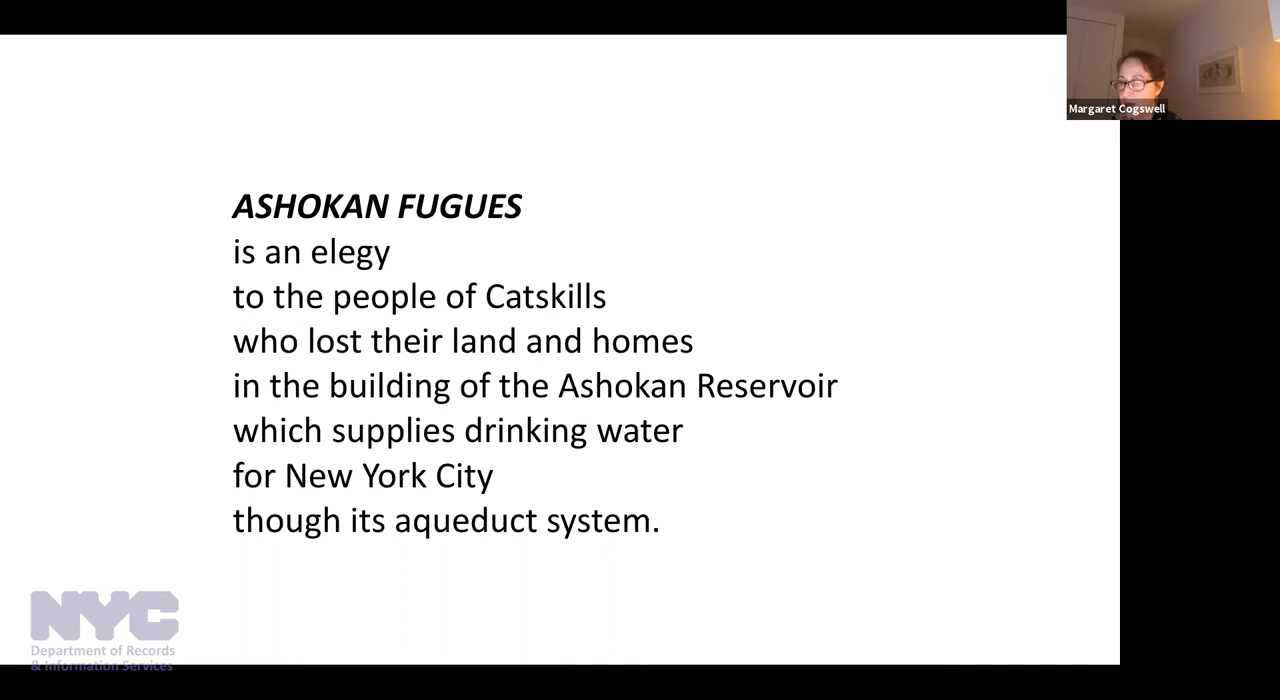 Margaret Cogswell
ASHOKAN FUGUES
is an elegy
to the people of Catskills
who lost their land and homes
in the building of the Ashokan Reservoir
which supplies drinking water
for New York City
though its aqueduct system.
NYC
Department of Records
& Information Services